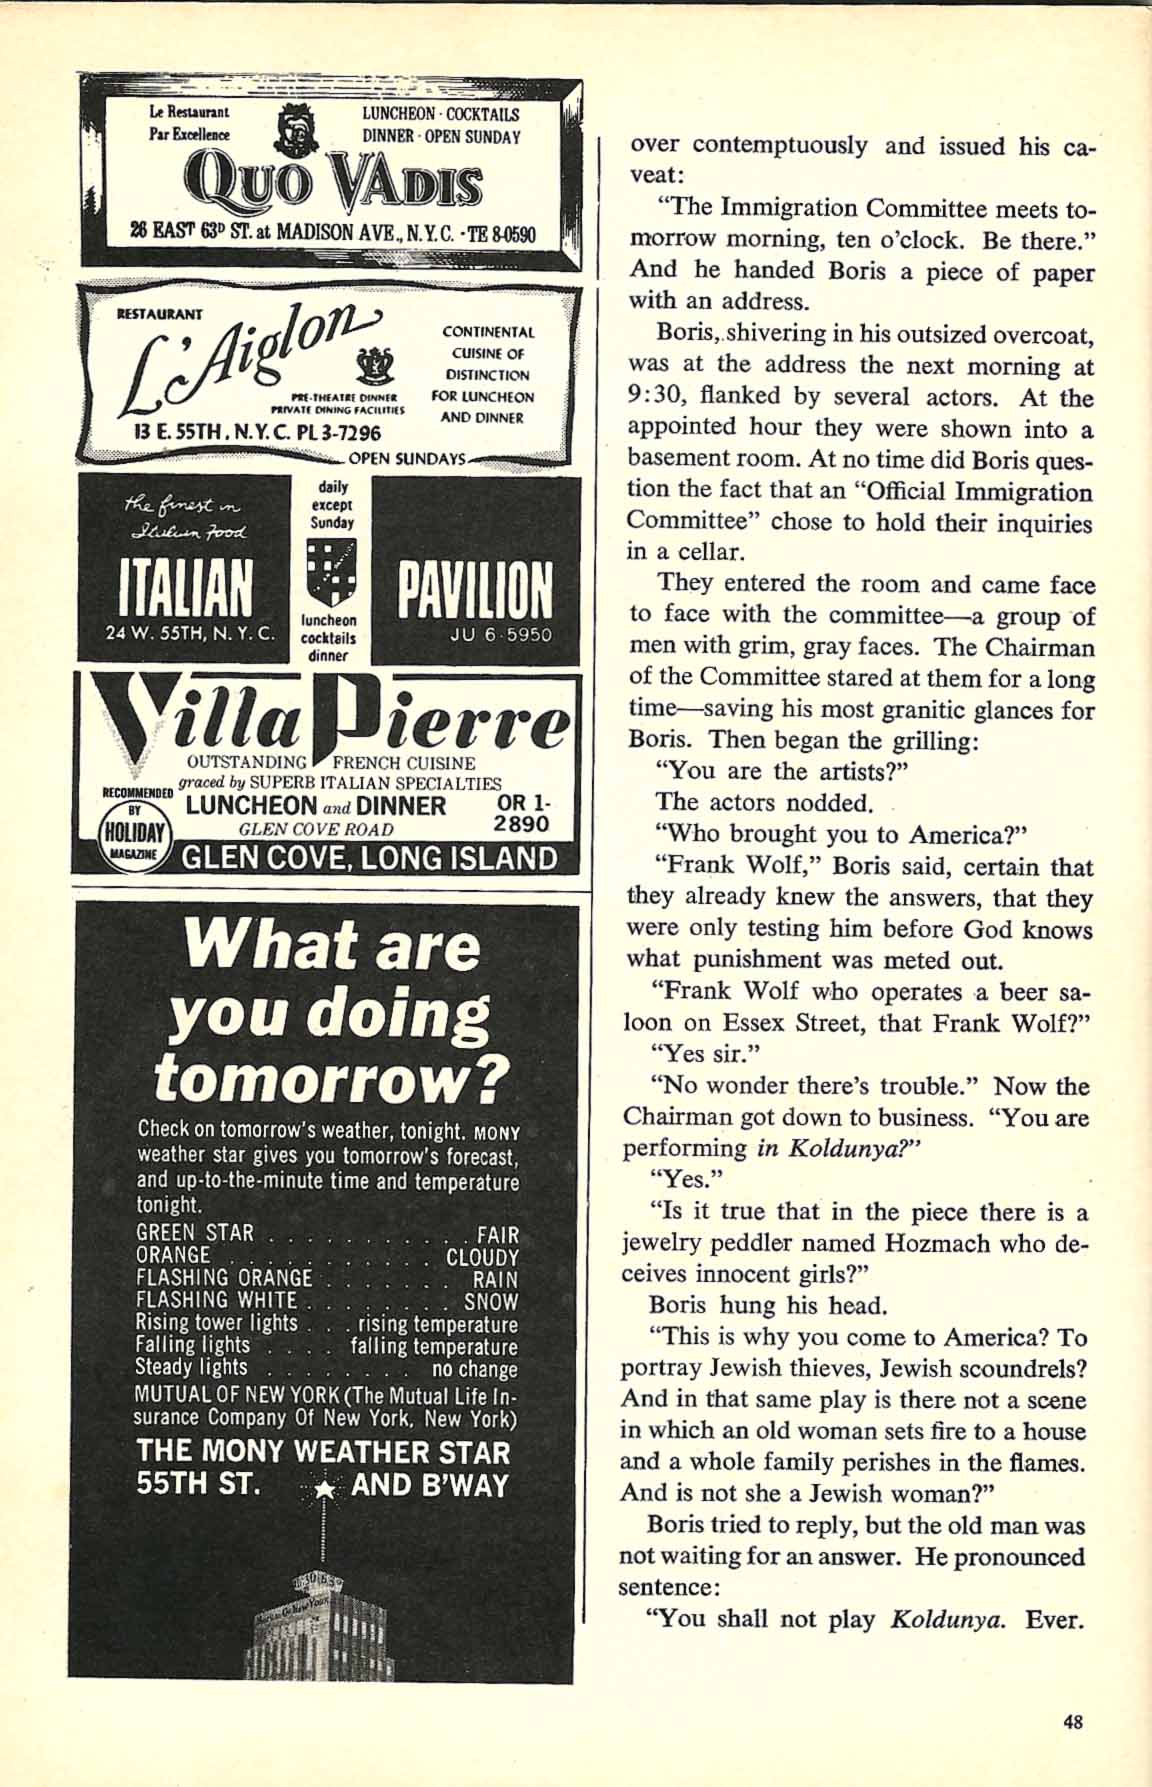 Le Restaurant
Par Excellence
LUNCHEON · COCKTAILS
DINNER · OPEN SUNDAY
QUO VADIS
26 EAST 63D ST. at MADISON AVE., N.Y.C. · TE 8-0590
RESTAURANT
L'Aiglon
CONTINENTAL
CUISINE OF
DISTINCTION
FOR LUNCHEON
AND DINNER
PRE-THEATRE DINNER
PRIVATE DINING FACILITIES
13 E. 55TH, N.Y.C. PL 3-7296
OPEN SUNDAYS
the finest in
Italian Food
ITALIAN
24 W. 55TH, N. Y. C.
daily
except
Sunday
luncheon
cocktails
dinner
PAVILION
JU 6-5950
Villa Pierre
OUTSTANDING FRENCH CUISINE
graced by SUPERB ITALIAN SPECIALTIES
RECOMMENDED
BY
HOLIDAY
MAGAZINE
LUNCHEON and DINNER
GLEN COVE ROAD
OR 1-
2890
GLEN COVE, LONG ISLAND
What are
you doing
tomorrow?
Check on tomorrow's weather, tonight. MONY
weather star gives you tomorrow's forecast,
and up-to-the-minute time and temperature
tonight.
GREEN STAR . . . . . . . . . . . FAIR
ORANGE . . . . . . . . . . . CLOUDY
FLASHING ORANGE . . . . . . . RAIN
FLASHING WHITE . . . . . . . . SNOW
Rising tower lights . . . rising temperature
Falling lights . . . . falling temperature
Steady lights . . . . . . . . no change
MUTUAL OF NEW YORK (The Mutual Life In-
surance Company Of New York, New York)
THE MONY WEATHER STAR
55TH ST. AND B'WAY
over contemptuously and issued his ca-
veat:
“The Immigration Committee meets to-
morrow morning, ten o'clock. Be there.”
And he handed Boris a piece of paper
with an address.
Boris, shivering in his outsized overcoat,
was at the address the next morning at
9:30, flanked by several actors. At the
appointed hour they were shown into a
basement room. At no time did Boris ques-
tion the fact that an “Official Immigration
Committee” chose to hold their inquiries
in a cellar.
They entered the room and came face
to face with the committee—a group of
men with grim, gray faces. The Chairman
of the Committee stared at them for a long
time—saving his most granitic glances for
Boris. Then began the grilling:
“You are the artists?”
The actors nodded.
“Who brought you to America?”
“Frank Wolf,” Boris said, certain that
they already knew the answers, that they
were only testing him before God knows
what punishment was meted out.
“Frank Wolf who operates a beer sa-
loon on Essex Street, that Frank Wolf?”
“Yes sir.”
“No wonder there's trouble.” Now the
Chairman got down to business. “You are
performing in Koldunya?”
“Yes.”
“Is it true that in the piece there is a
jewelry peddler named Hozmach who de-
ceives innocent girls?”
Boris hung his head.
“This is why you come to America? To
portray Jewish thieves, Jewish scoundrels?
And in that same play is there not a scene
in which an old woman sets fire to a house
and a whole family perishes in the flames.
And is not she a Jewish woman?”
Boris tried to reply, but the old man was
not waiting for an answer. He pronounced
sentence:
“You shall not play Koldunya. Ever.
48